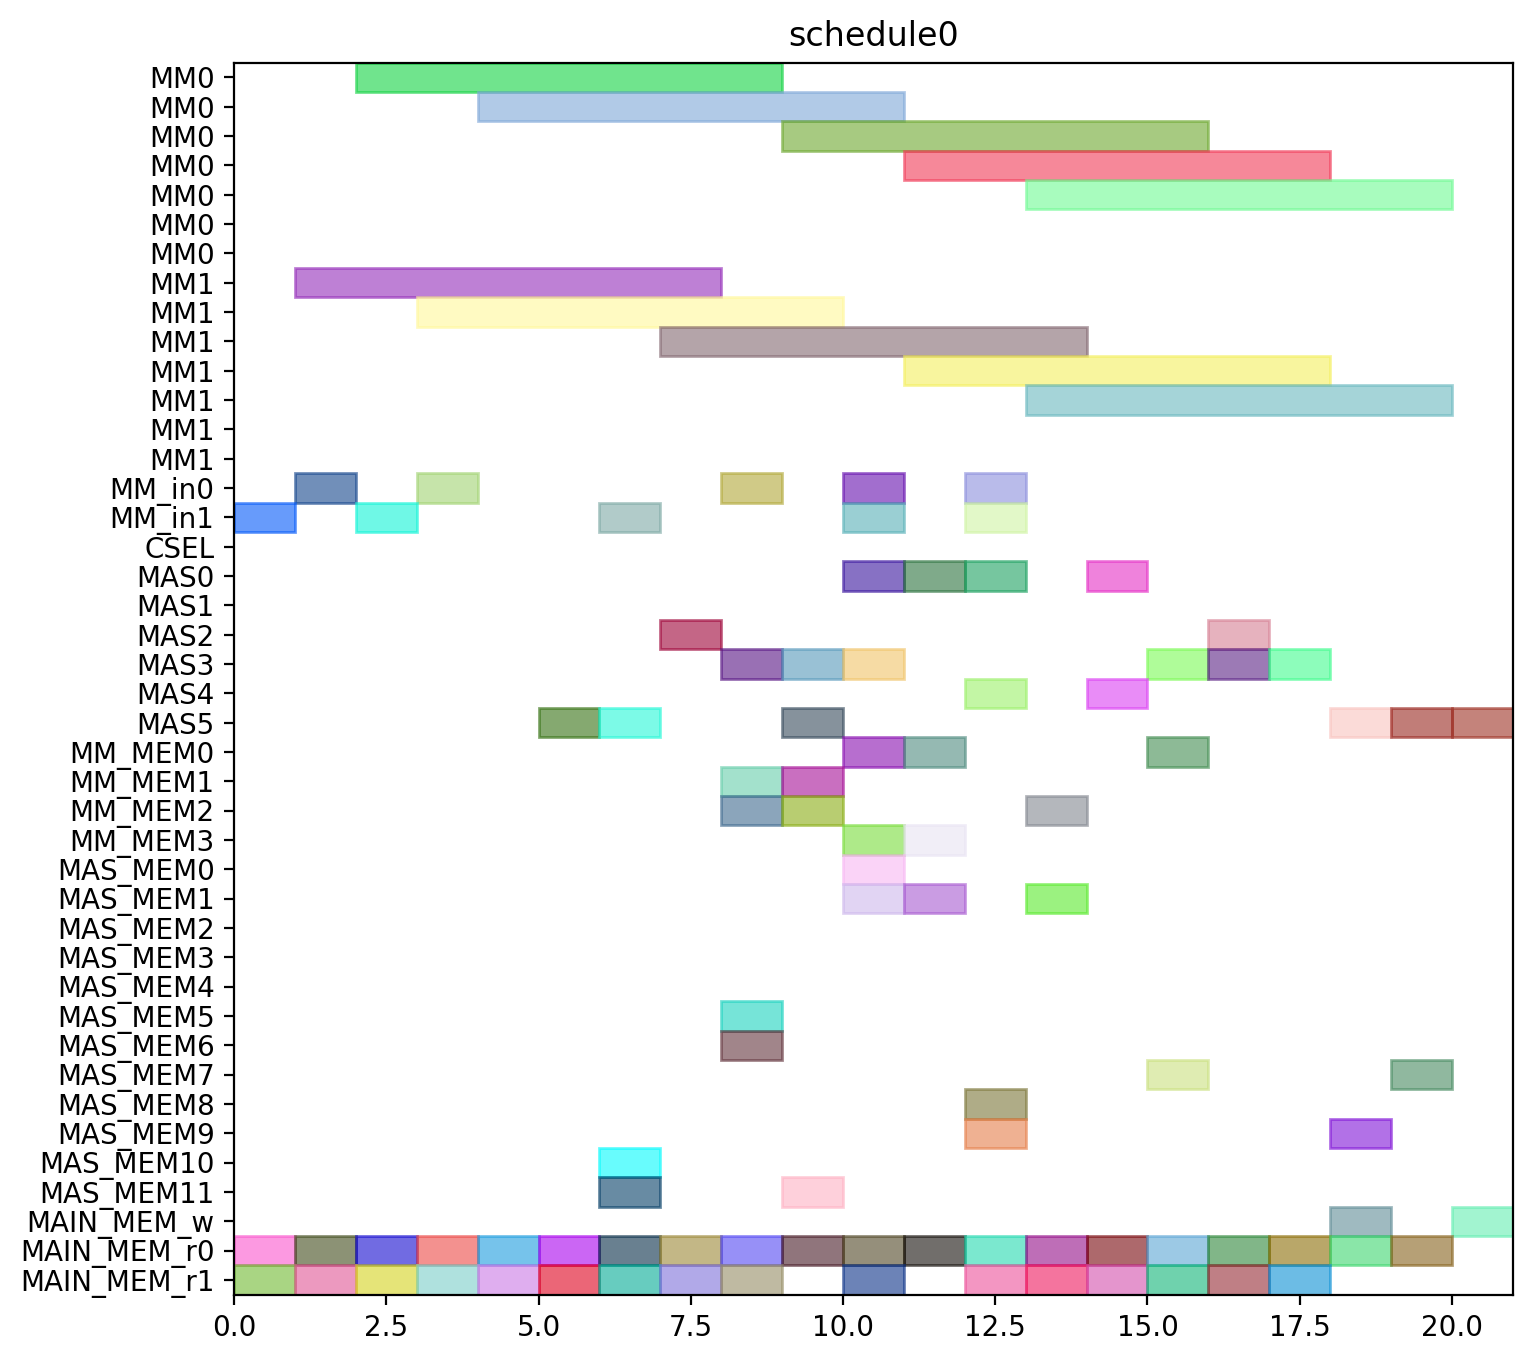 schedule0
MM0
MM0
MM0
MM0
MM0
MM0
MM0
MM1
MM1
MM1
MM1
MM1
MM1
MM1
MM_in0
MM_in1
CSEL
MAS0
MAS1
MAS2
MAS3
MAS4
MAS5
MM_MEM0
MM_MEM1
MM_MEM2
MM_MEM3
MAS_MEM0
MAS_MEM1
MAS_MEM2
MAS_MEM3
MAS_MEM4
MAS_MEM5
MAS_MEM6
MAS_MEM7
MAS_MEM8
MAS_MEM9
MAS_MEM10
MAS_MEM11
MAIN_MEM_w
MAIN_MEM_r0
MAIN_MEM_r1
0.0 2.5 5.0 7.5 10.0 12.5 15.0 17.5 20.0